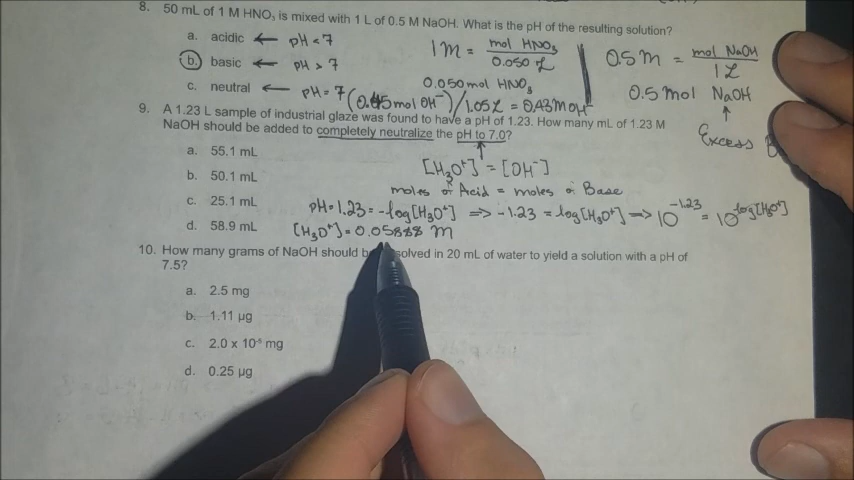 8. 50 mL of 1 M HNO₃ is mixed with 1 L of 0.5 M NaOH. What is the pH of the resulting solution?
a. acidic ← pH < 7
b. basic ← pH > 7
c. neutral ← pH = 7
1M = mol HNO₃ / 0.050 L
0.050 mol HNO₃
(0.45 mol OH⁻)/1.05L = 0.43M OH⁻
0.5M = mol NaOH / 1L
0.5 mol NaOH
↑
Excess
9. A 1.23 L sample of industrial glaze was found to have a pH of 1.23. How many mL of 1.23 M
NaOH should be added to completely neutralize the pH to 7.0?
a. 55.1 mL
b. 50.1 mL
c. 25.1 mL
d. 58.9 mL
[H₃O⁺] = [OH⁻]
moles of Acid = moles of Base
pH = 1.23 = -log[H₃O⁺] => -1.23 = log[H₃O⁺] => 10^-1.23 = 10^log[H₃O⁺]
[H₃O⁺] = 0.05888 M
10. How many grams of NaOH should solved in 20 mL of water to yield a solution with a pH of
7.5?
a. 2.5 mg
b. 1.11 µg
c. 2.0 x 10⁻⁵ mg
d. 0.25 µg